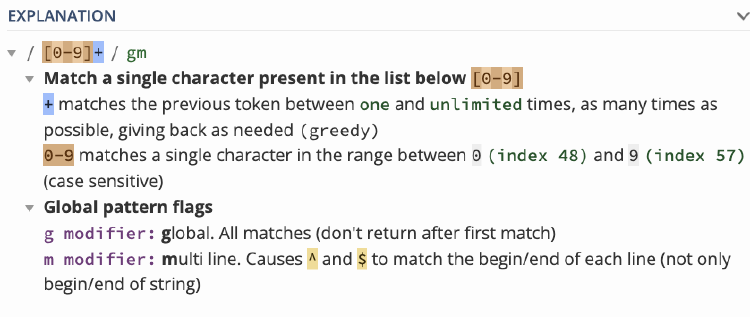 EXPLANATION
/ [0-9]+ / gm
Match a single character present in the list below [0-9]
+ matches the previous token between one and unlimited times, as many times as
possible, giving back as needed (greedy)
0-9 matches a single character in the range between 0 (index 48) and 9 (index 57)
(case sensitive)
Global pattern flags
g modifier: global. All matches (don't return after first match)
m modifier: multi line. Causes ^ and $ to match the begin/end of each line (not only
begin/end of string)